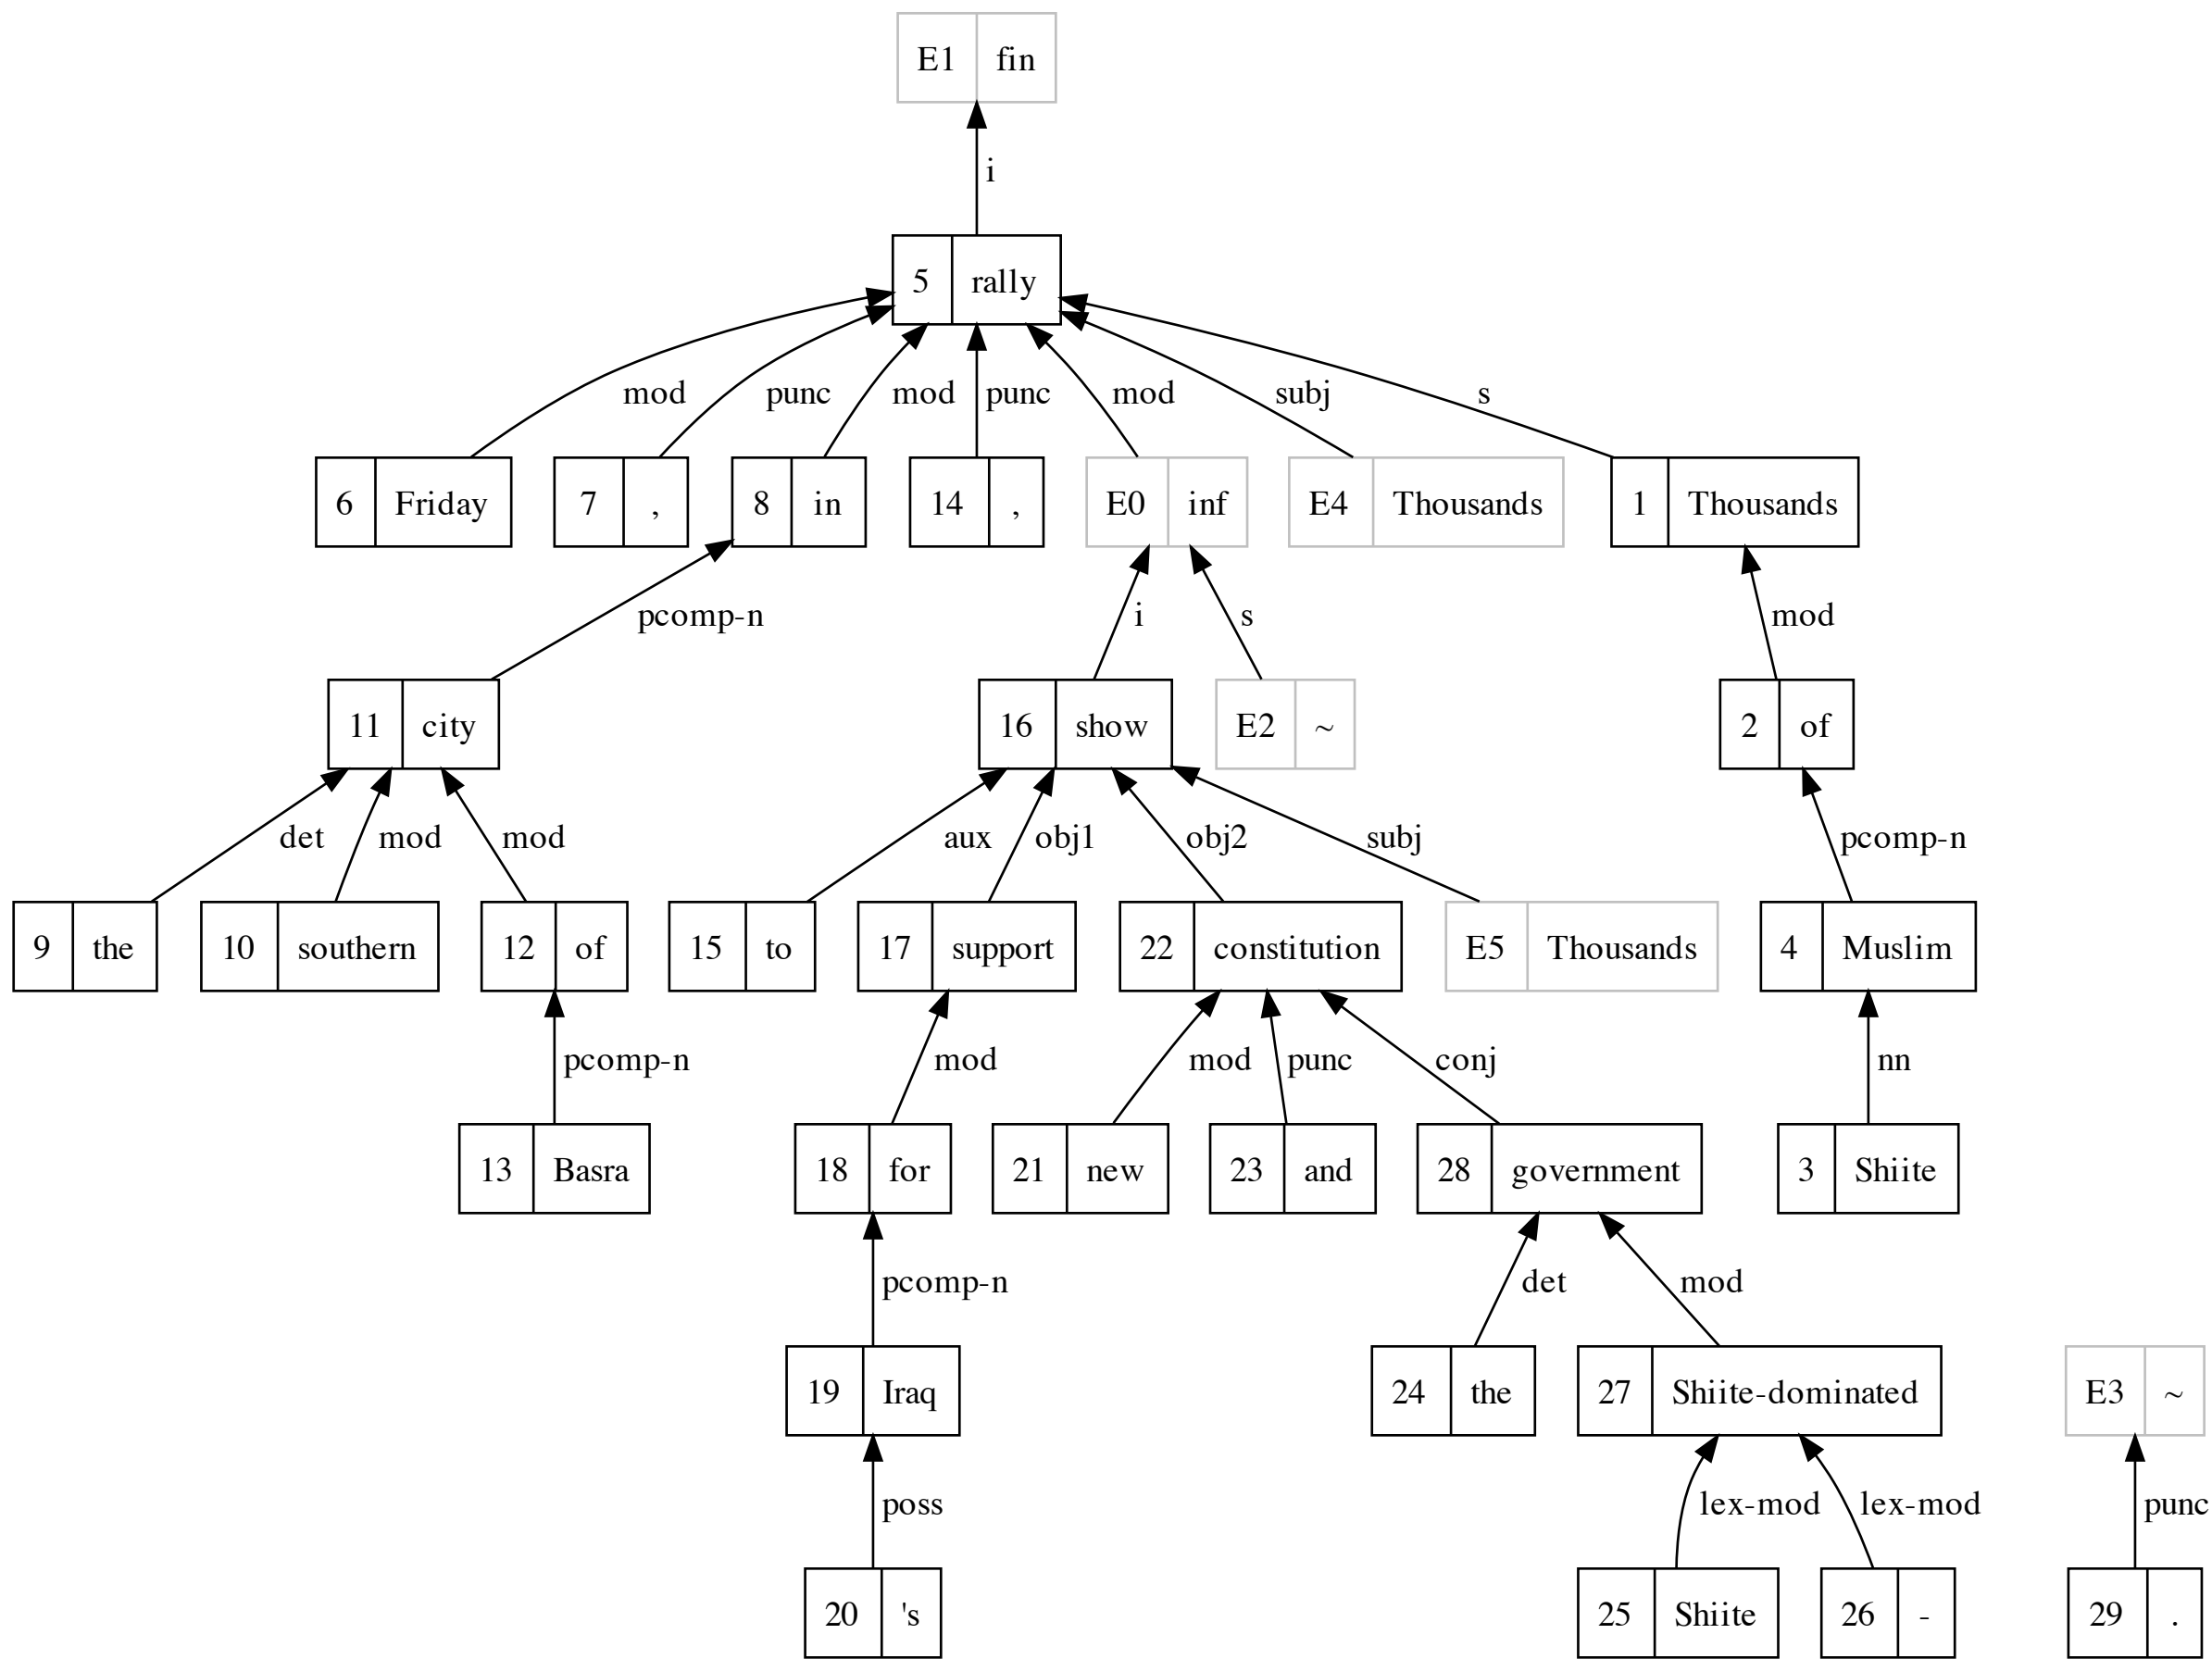 E1 fin
i
5 rally
mod punc mod punc mod subj s
6 Friday 7 , 8 in 14 , E0 inf E4 Thousands 1 Thousands
pcomp-n i s mod
11 city 16 show E2 ~ 2 of
det mod mod aux obj1 obj2 subj pcomp-n
9 the 10 southern 12 of 15 to 17 support 22 constitution E5 Thousands 4 Muslim
pcomp-n mod mod punc conj nn
13 Basra 18 for 21 new 23 and 28 government 3 Shiite
pcomp-n det mod
19 Iraq 24 the 27 Shiite-dominated E3 ~
poss lex-mod lex-mod punc
20 's 25 Shiite 26 - 29 .